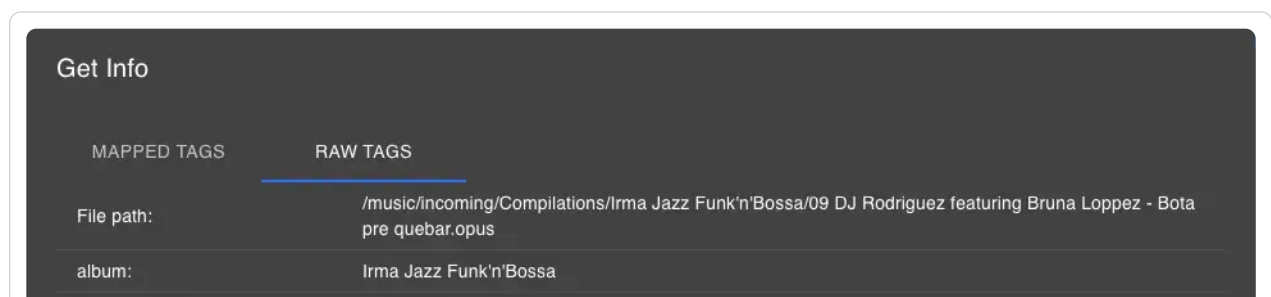 Get Info
MAPPED TAGS RAW TAGS
File path: /music/incoming/Compilations/Irma Jazz Funk'n'Bossa/09 DJ Rodriguez featuring Bruna Loppez - Bota
pre quebar.opus
album: Irma Jazz Funk'n'Bossa